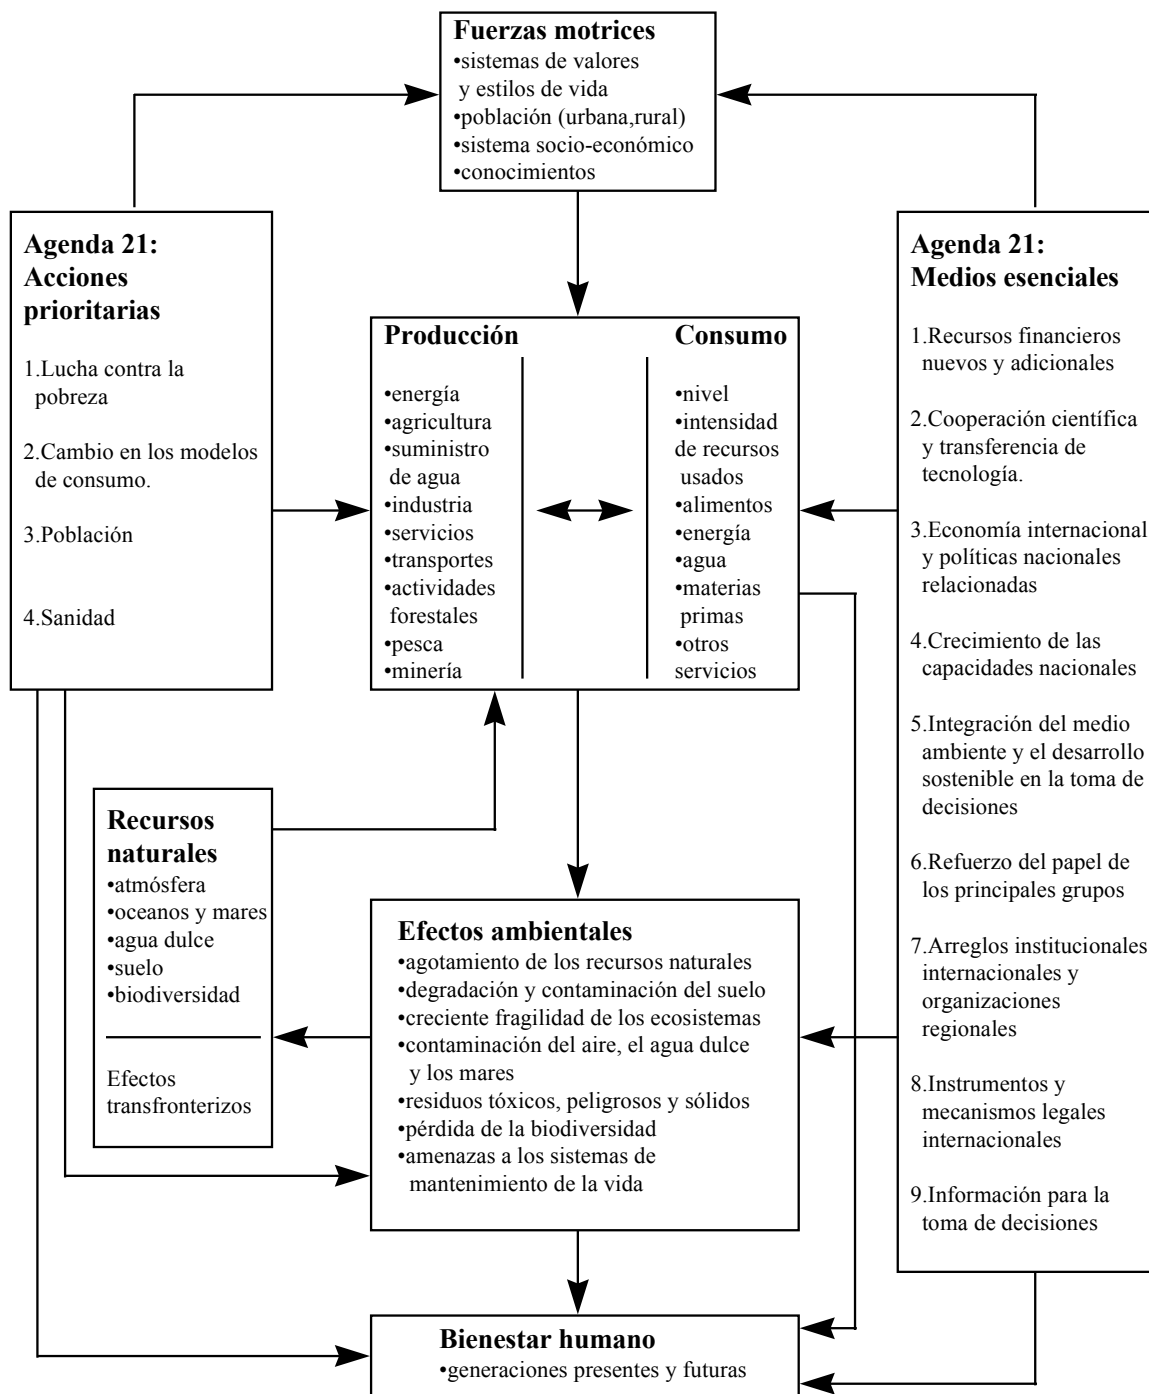 Fuerzas motrices
•sistemas de valores
y estilos de vida
•población (urbana,rural)
•sistema socio-económico
•conocimientos
Agenda 21:
Acciones
prioritarias
1.Lucha contra la
pobreza
2.Cambio en los modelos
de consumo.
3.Población
4.Sanidad
Producción
•energía
•agricultura
•suministro
de agua
•industria
•servicios
•transportes
•actividades
forestales
•pesca
•minería
Consumo
•nivel
•intensidad
de recursos
usados
•alimentos
•energía
•agua
•materias
primas
•otros
servicios
Agenda 21:
Medios esenciales
1.Recursos financieros
nuevos y adicionales
2.Cooperación científica
y transferencia de
tecnología.
3.Economía internacional
y políticas nacionales
relacionadas
4.Crecimiento de las
capacidades nacionales
5.Integración del medio
ambiente y el desarrollo
sostenible en la toma de
decisiones
6.Refuerzo del papel de
los principales grupos
7.Arreglos institucionales
internacionales y
organizaciones
regionales
8.Instrumentos y
mecanismos legales
internacionales
9.Información para la
toma de decisiones
Recursos
naturales
•atmósfera
•oceanos y mares
•agua dulce
•suelo
•biodiversidad
Efectos
transfronterizos
Efectos ambientales
•agotamiento de los recursos naturales
•degradación y contaminación del suelo
•creciente fragilidad de los ecosistemas
•contaminación del aire, el agua dulce
y los mares
•residuos tóxicos, peligrosos y sólidos
•pérdida de la biodiversidad
•amenazas a los sistemas de
mantenimiento de la vida
Bienestar humano
•generaciones presentes y futuras